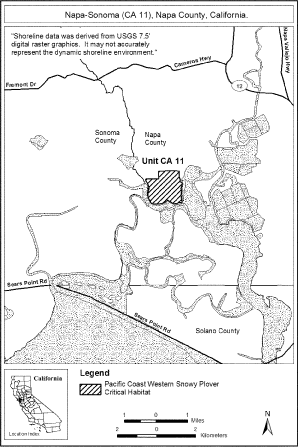 Napa-Sonoma (CA 11), Napa County, California.
"Shoreline data was derived from USGS 7.5'
digital raster graphics. It may not accurately
represent the dynamic shoreline environment."
Carneros Hwy
Napa Vallejo Hwy
Fremont Dr
12
Sonoma
County
Napa
County
Unit CA 11
Sears Point Rd
Sears Point Rd
Solano County
California
Location Index
Legend
Pacific Coast Western Snowy Plover
Critical Habitat
1 0 1
Miles
2 0 2
Kilometers
N